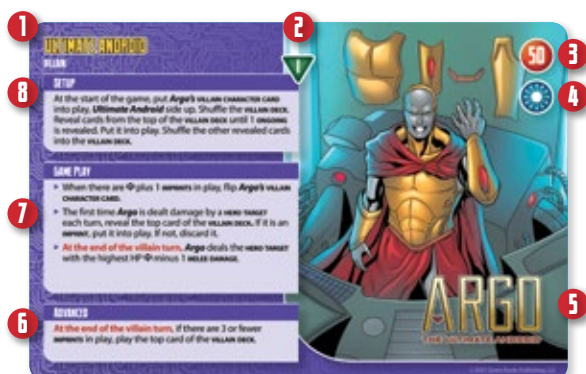 1
2
3
4
5
6
7
8
ULTIMATE ANDROID
VILLAIN
1
50
SETUP
At the start of the game, put Argo's VILLAIN CHARACTER CARD
into play, Ultimate Android side up. Shuffle the VILLAIN DECK.
Reveal cards from the top of the VILLAIN DECK until 1 ONGOING
is revealed. Put it into play. Shuffle the other revealed cards
into the VILLAIN DECK.
GAME PLAY
When there are plus 1 IMPRINTS in play, flip Argo's VILLAIN
CHARACTER CARD.
The first time Argo is dealt damage by a HERO TARGET
each turn, reveal the top card of the VILLAIN DECK. If it is an
IMPRINT, put it into play. If not, discard it.
At the end of the villain turn, Argo deals the HERO TARGET
with the highest HP minus 1 MELEE DAMAGE.
ADVANCED
At the end of the villain turn, if there are 3 or fewer
IMPRINTS in play, play the top card of the VILLAIN DECK.
ARGO
THE ULTIMATE ANDROID